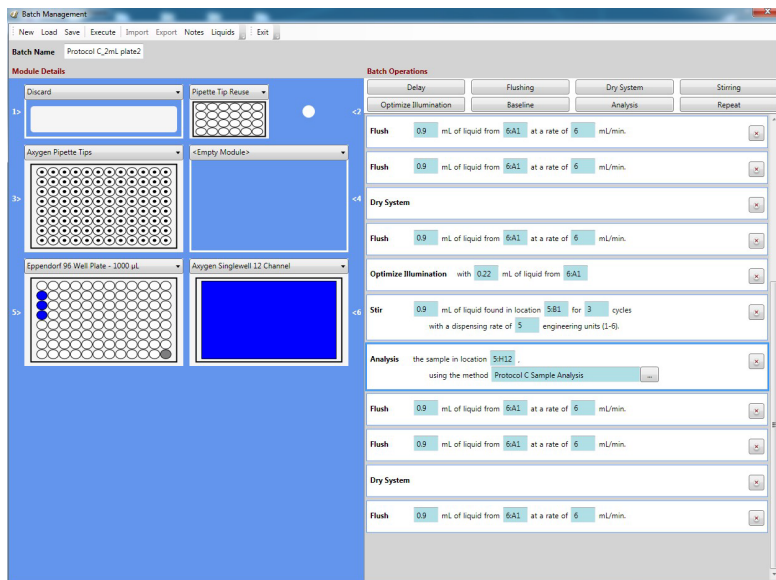 Batch Management
New Load Save Execute Import Export Notes Liquids Exit
Batch Name Protocol C_2mL plate2
Module Details
Discard
Pipette Tip Reuse
1>
<2
Axygen Pipette Tips
<Empty Module>
3>
<4
Eppendorf 96 Well Plate - 1000 µL
Axygen Singlewell 12 Channel
5>
<6
Batch Operations
Delay Flushing Dry System Stirring
Optimize Illumination Baseline Analysis Repeat
Flush 0.9 mL of liquid from 6:A1 at a rate of 6 mL/min.
Flush 0.9 mL of liquid from 6:A1 at a rate of 6 mL/min.
Dry System
Flush 0.9 mL of liquid from 6:A1 at a rate of 6 mL/min.
Optimize Illumination with 0.22 mL of liquid from 6:A1
Stir 0.9 mL of liquid found in location 5:B1 for 3 cycles
with a dispensing rate of 5 engineering units (1-6).
Analysis the sample in location 5:H12 ,
using the method Protocol C Sample Analysis ...
Flush 0.9 mL of liquid from 6:A1 at a rate of 6 mL/min.
Flush 0.9 mL of liquid from 6:A1 at a rate of 6 mL/min.
Dry System
Flush 0.9 mL of liquid from 6:A1 at a rate of 6 mL/min.